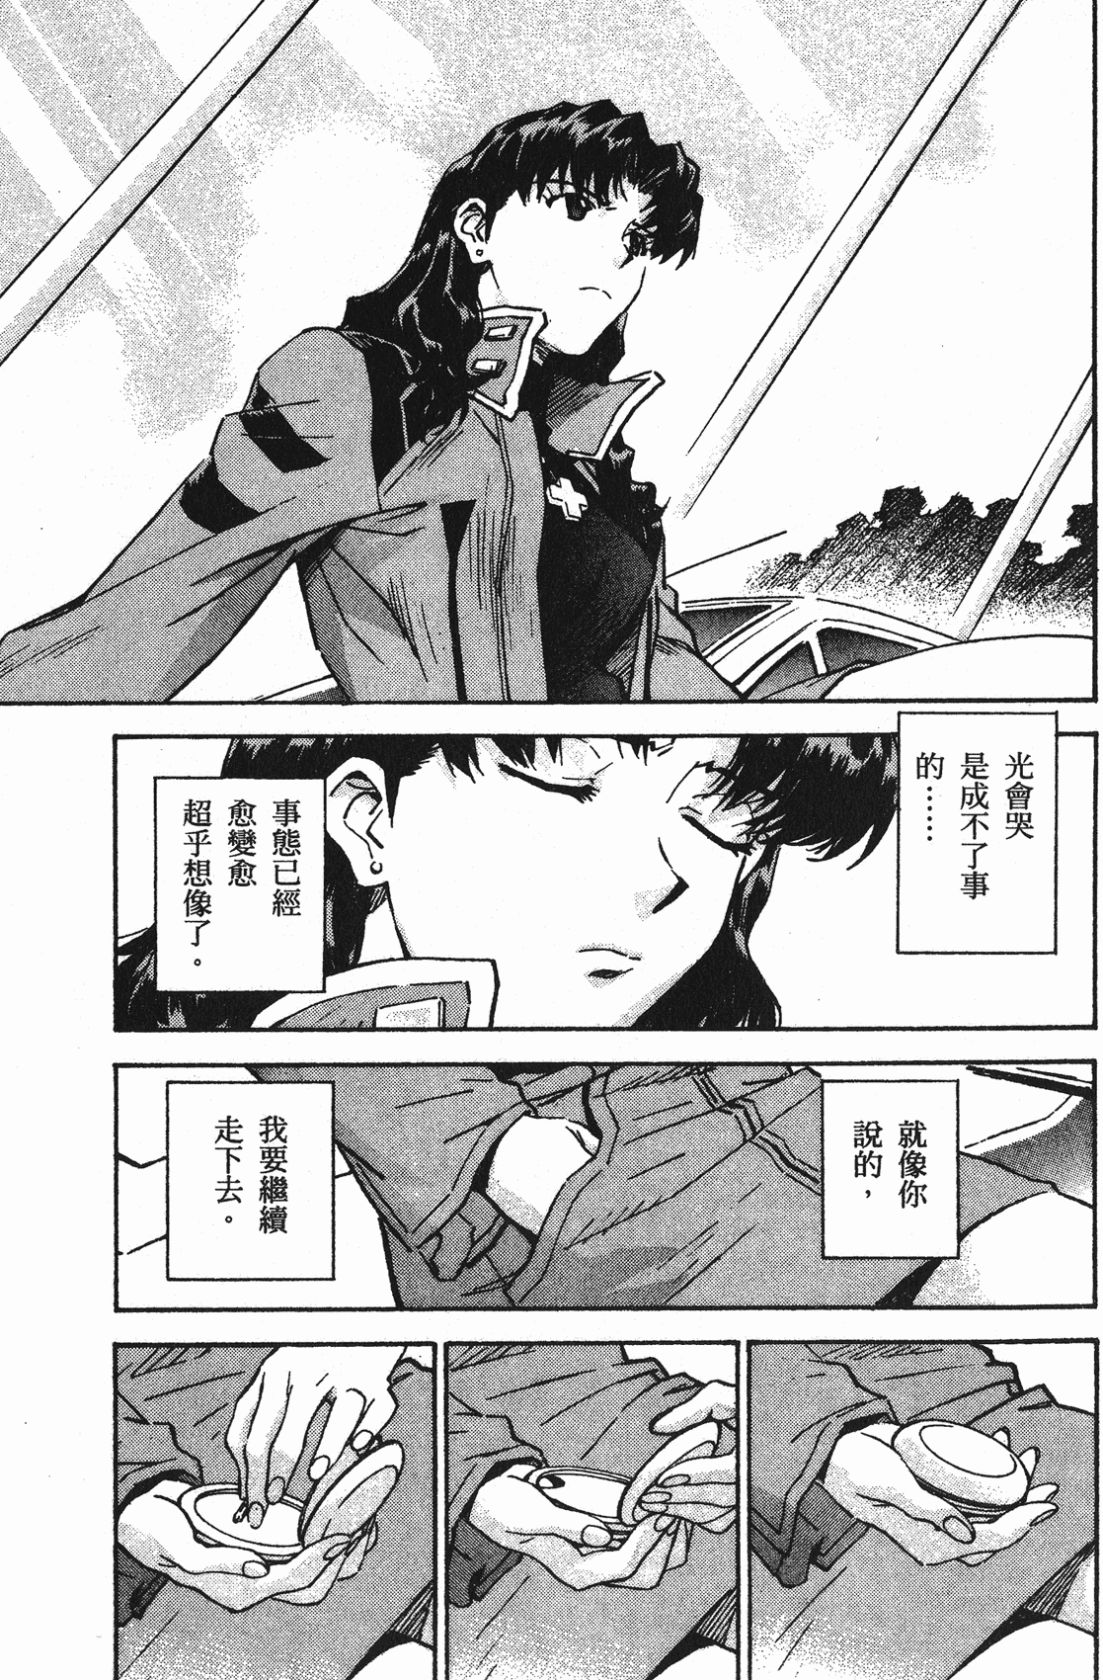 光會哭
是成不了事
的……
事態已經
愈變愈
超乎想像了。
就像你
說的，
我要繼續
走下去。